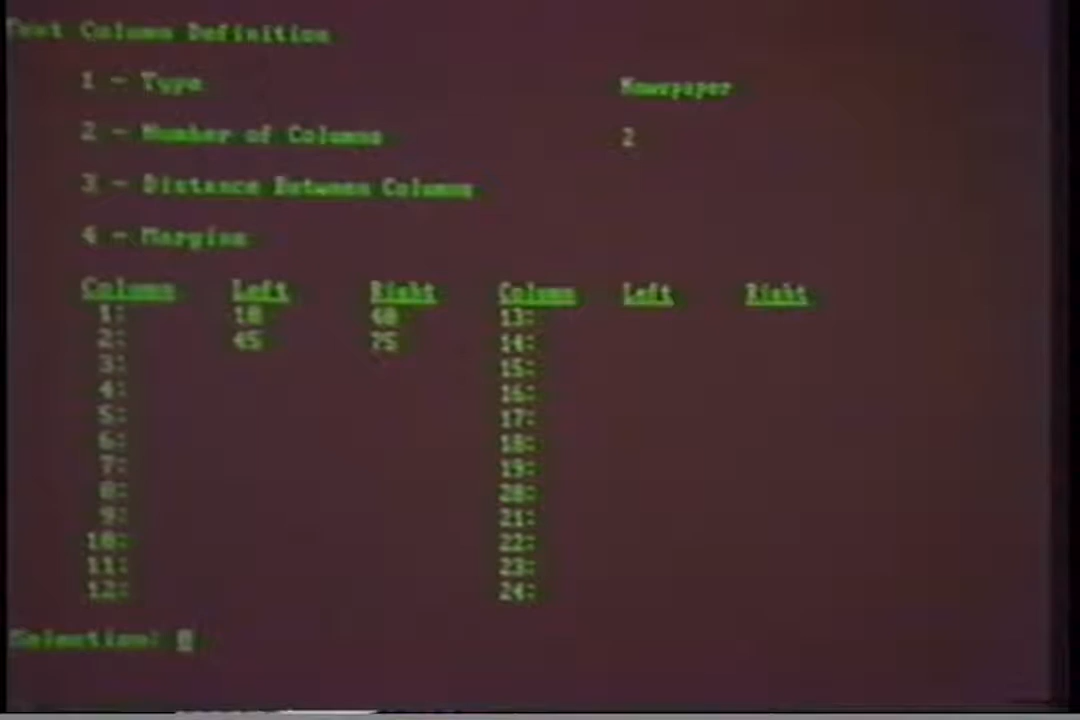 Text Column Definition
1 - Type Newspaper
2 - Number of Columns 2
3 - Distance Between Columns
4 - Margins
Column Left Right Column Left Right
1: 10 40 13:
2: 45 75 14:
3: 15:
4: 16:
5: 17:
6: 18:
7: 19:
8: 20:
9: 21:
10: 22:
11: 23:
12: 24:
Selection: 0